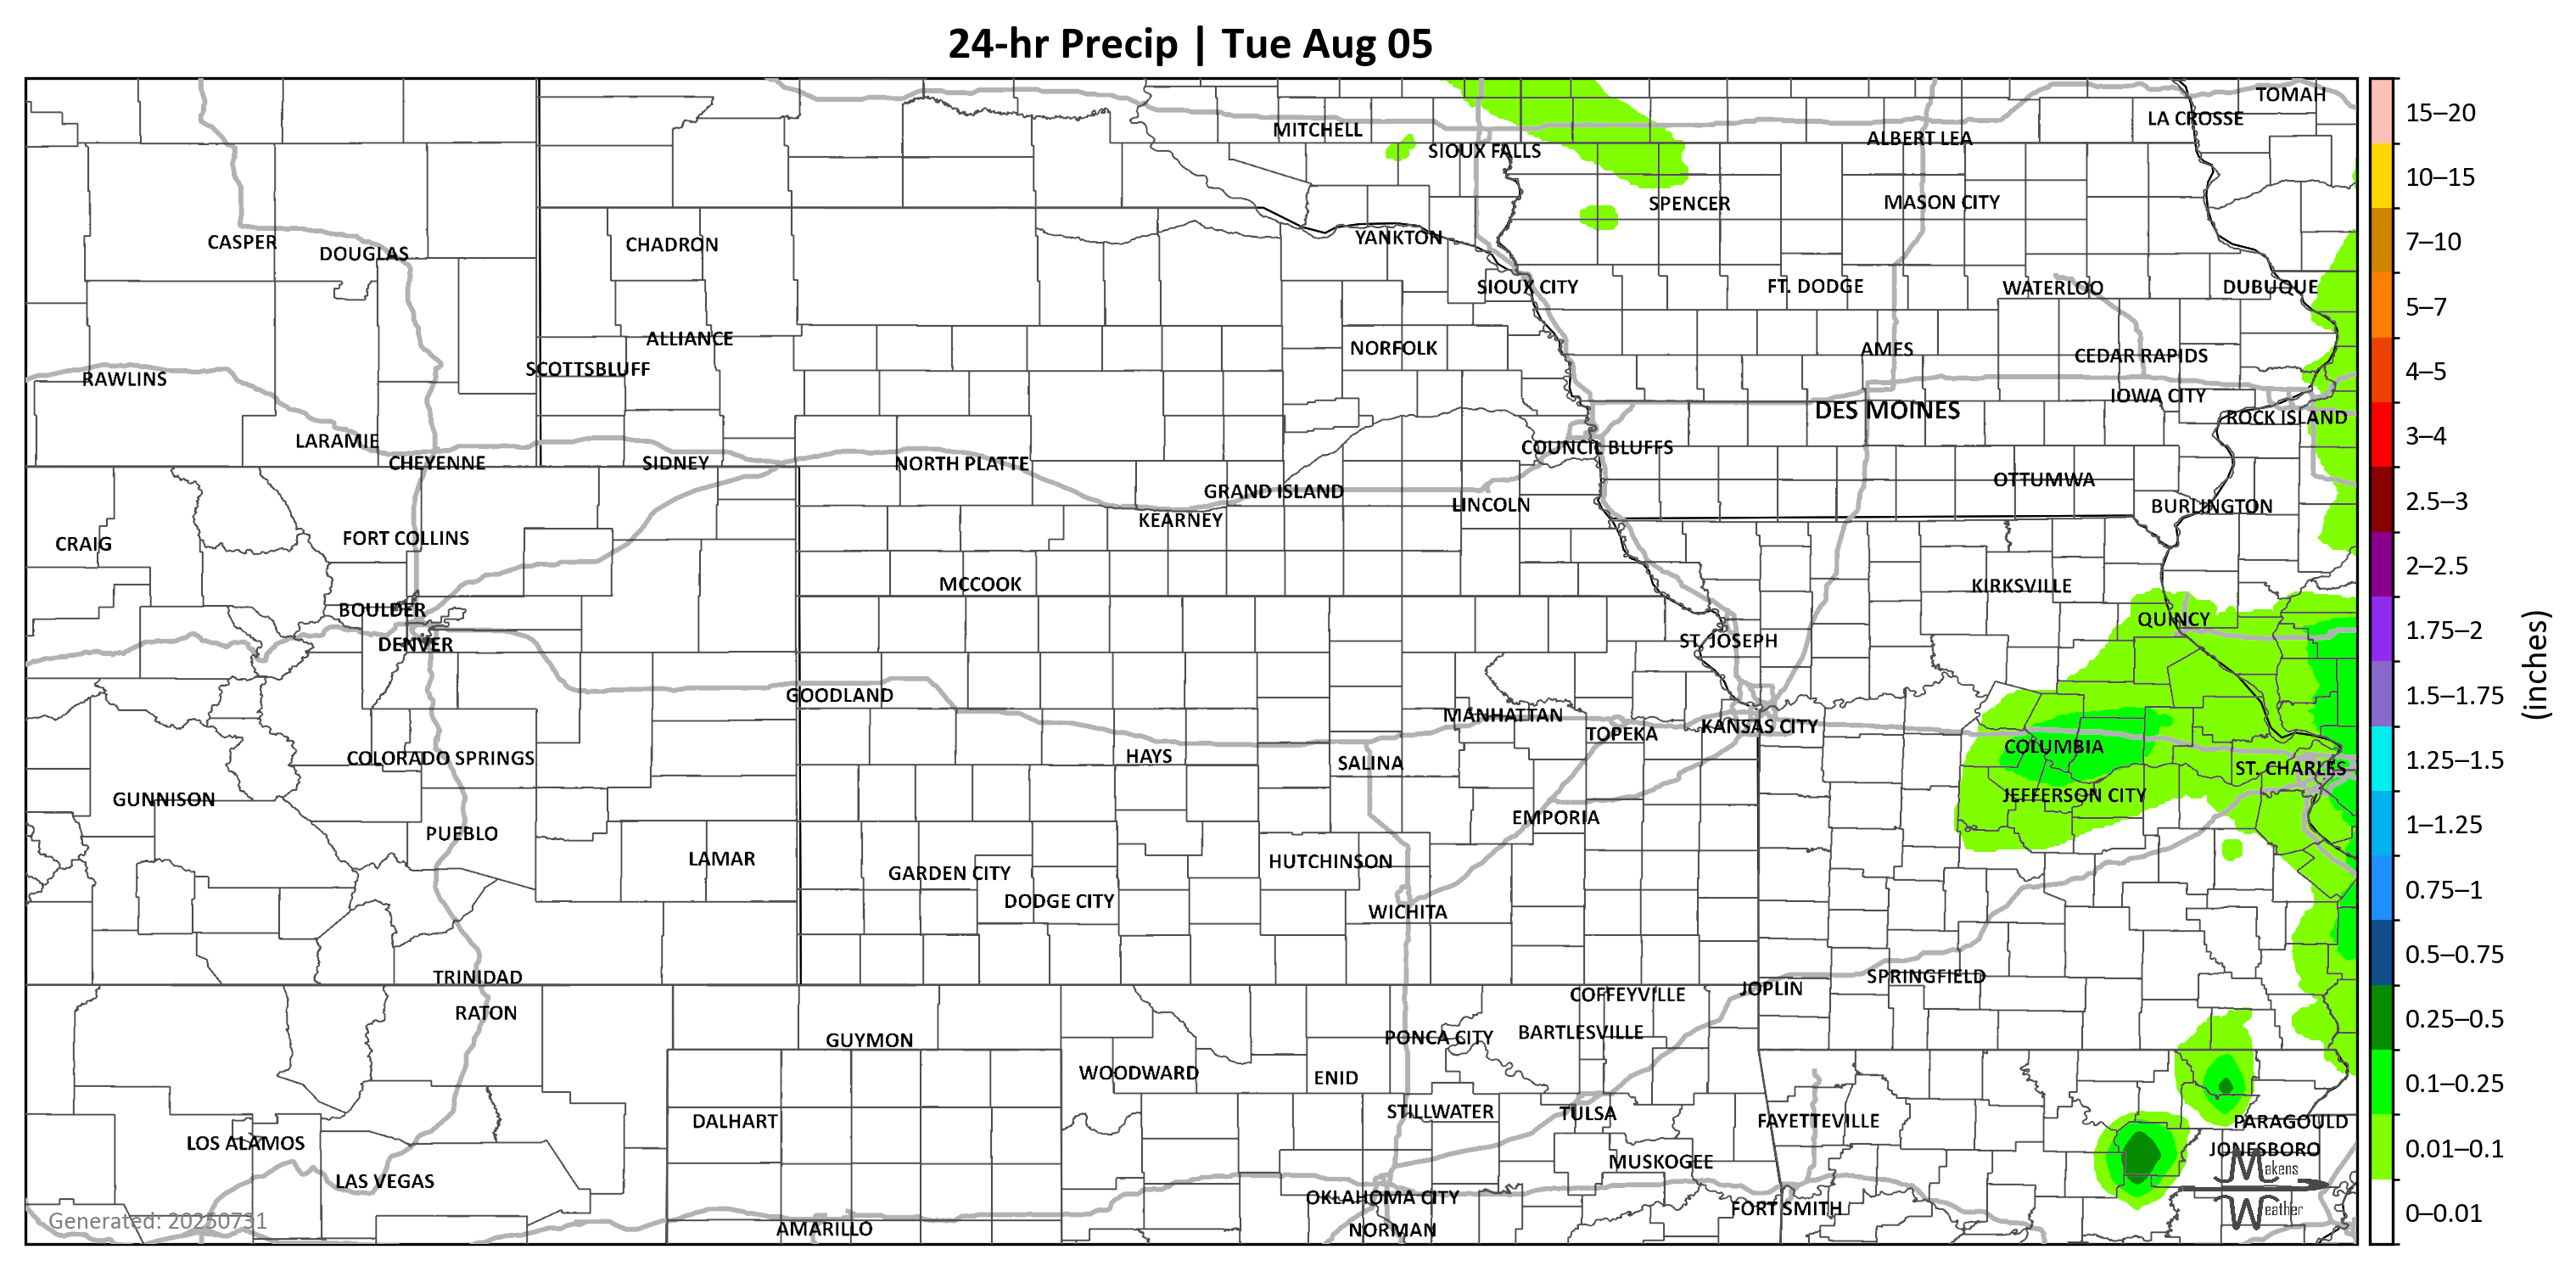 24-hr Precip | Tue Aug 05
TOMAH
LA CROSSE
MITCHELL
ALBERT LEA
SIOUX FALLS
SPENCER
MASON CITY
YANKTON
CASPER
CHADRON
DOUGLAS
SIOUX CITY
FT. DODGE
WATERLOO
DUBUQUE
ALLIANCE
NORFOLK
AMES
CEDAR RAPIDS
SCOTTSBLUFF
RAWLINS
IOWA CITY
DES MOINES
ROCK ISLAND
LARAMIE
COUNCIL BLUFFS
CHEYENNE
SIDNEY
NORTH PLATTE
OTTUMWA
GRAND ISLAND
LINCOLN
BURLINGTON
KEARNEY
FORT COLLINS
CRAIG
MCCOOK
KIRKSVILLE
BOULDER
QUINCY
DENVER
ST. JOSEPH
GOODLAND
MANHATTAN
KANSAS CITY
TOPEKA
COLUMBIA
COLORADO SPRINGS
HAYS
SALINA
ST. CHARLES
GUNNISON
JEFFERSON CITY
EMPORIA
PUEBLO
LAMAR
HUTCHINSON
GARDEN CITY
DODGE CITY
WICHITA
TRINIDAD
SPRINGFIELD
JOPLIN
COFFEYVILLE
RATON
BARTLESVILLE
PONCA CITY
GUYMON
WOODWARD
ENID
STILLWATER
TULSA
DALHART
FAYETTEVILLE
PARAGOULD
LOS ALAMOS
JONESBORO
MUSKOGEE
LAS VEGAS
OKLAHOMA CITY
FORT SMITH
AMARILLO
NORMAN
Makens
Weather
Generated: 20250731
15–20
10–15
7–10
5–7
4–5
3–4
2.5–3
2–2.5
1.75–2
1.5–1.75
1.25–1.5
1–1.25
0.75–1
0.5–0.75
0.25–0.5
0.1–0.25
0.01–0.1
0–0.01
(inches)